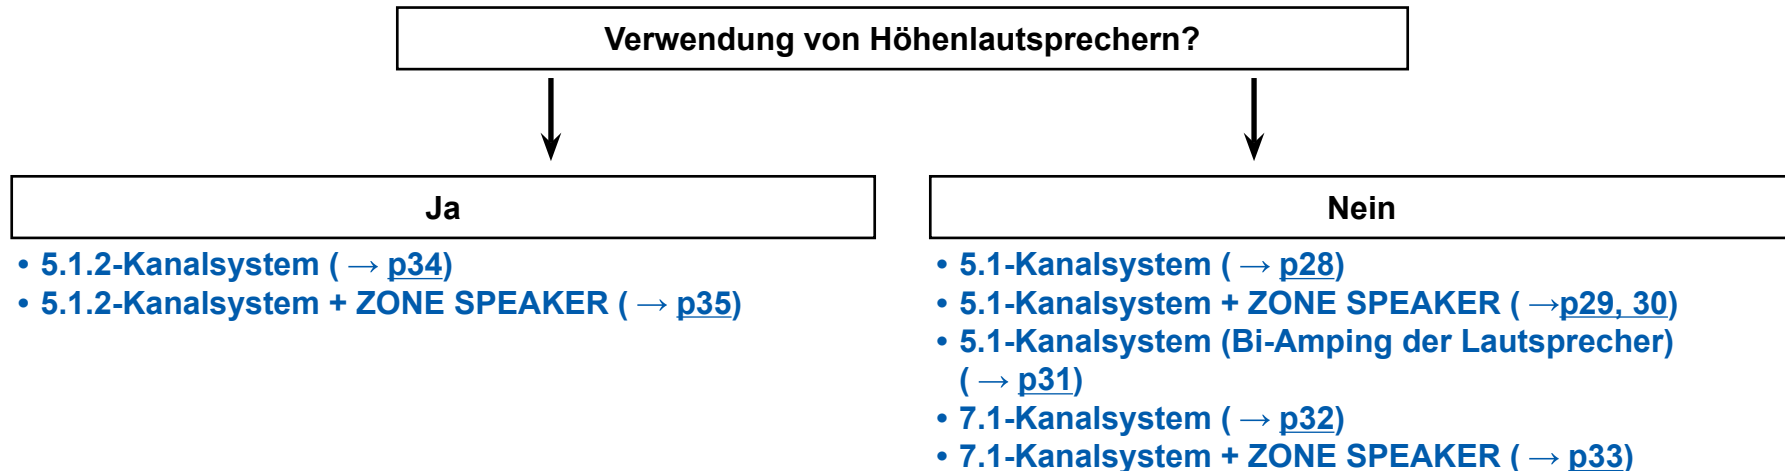 Verwendung von Höhenlautsprechern?
Ja
• 5.1.2-Kanalsystem ( → p34)
• 5.1.2-Kanalsystem + ZONE SPEAKER ( → p35)
Nein
• 5.1-Kanalsystem ( → p28)
• 5.1-Kanalsystem + ZONE SPEAKER ( →p29, 30)
• 5.1-Kanalsystem (Bi-Amping der Lautsprecher)
( → p31)
• 7.1-Kanalsystem ( → p32)
• 7.1-Kanalsystem + ZONE SPEAKER ( → p33)